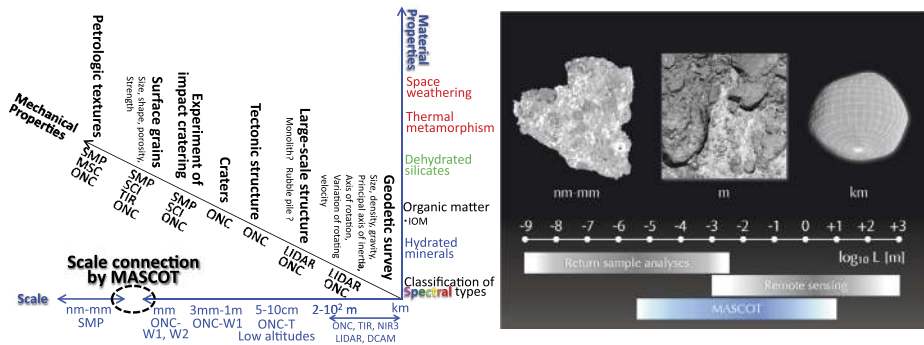 Mechanical
Properties
Petrologic textures
SMP
MSC
ONC
Surface grains
Size, shape, porosity,
Strength
SMP
SCI
TIR
ONC
Experiment of
impact cratering
SMP
SCI
ONC
Craters
ONC
Tectonic structure
ONC
Large-scale structure
Monolith? Rubble pile ?
LIDAR
ONC
Geodetic survey
Size, density, gravity,
Principal axis of inertia,
Axis of rotation,
Variation of rotating
velocity
LIDAR
ONC
Material
Properties
Space
weathering
Thermal
metamorphism
Dehydrated
silicates
Organic matter
・IOM
Hydrated
minerals
Classification of
Spectral types
Scale connection
by MASCOT
Scale
nm-mm
SMP
mm
ONC-
W1, W2
3mm-1m
ONC-W1
5-10cm
ONC-T
Low altitudes
2-10² m
km
ONC, TIR, NIR3
LIDAR, DCAM
nm-mm
m
km
-9 -8 -7 -6 -5 -4 -3 -2 -1 0 +1 +2 +3
log₁₀ L [m]
Return sample analyses
Remote sensing
MASCOT